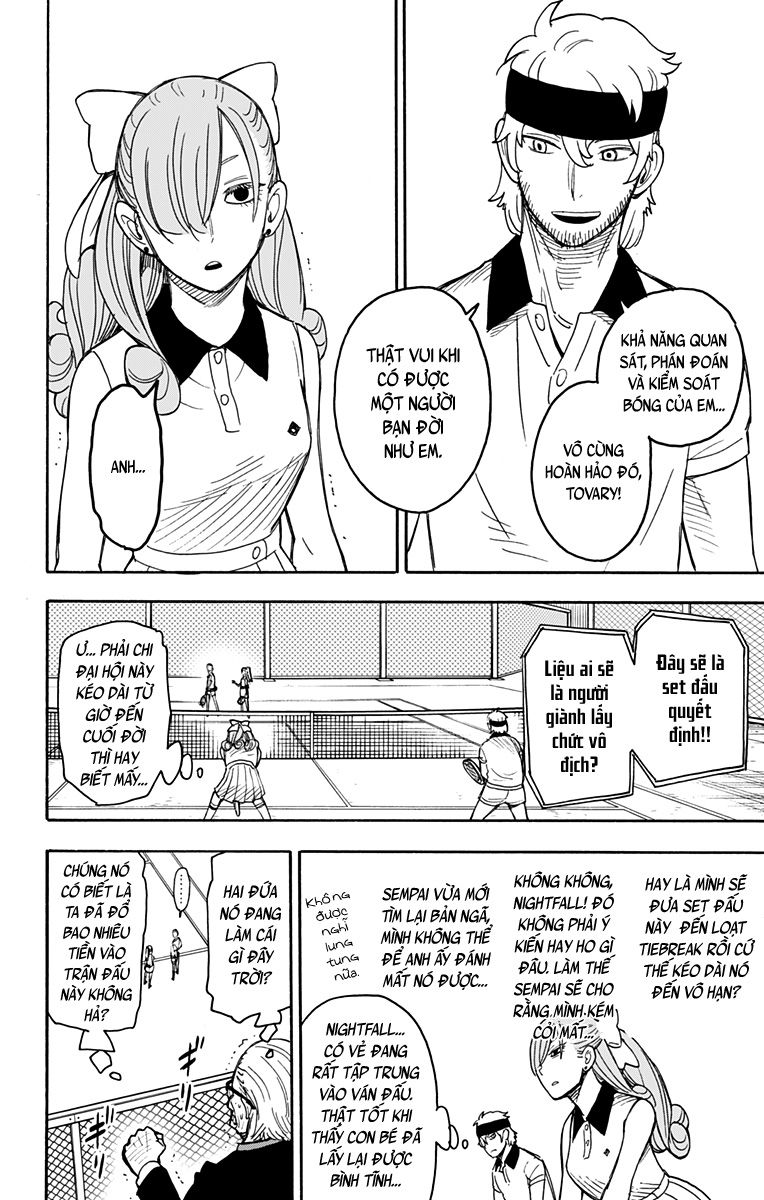 KHẢ NĂNG QUAN
SÁT, PHÁN ĐOÁN
VÀ KIỂM SOÁT
BÓNG CỦA EM...
VÔ CÙNG
HOÀN HẢO ĐÓ,
TOVARY!
THẬT VUI KHI
CÓ ĐƯỢC
MỘT NGƯỜI
BẠN ĐỜI
NHƯ EM.
ANH...
Đây sẽ là
set đấu
quyết
định!!
Liệu ai sẽ
là người
giành lấy
chức vô
địch?
Ư... PHẢI CHI
ĐẠI HỘI NÀY
KÉO DÀI TỪ
GIỜ ĐẾN
CUỐI ĐỜI
THÌ HAY
BIẾT MẤY...
HAY LÀ MÌNH SẼ
ĐƯA SET ĐẤU
NÀY ĐẾN LOẠT
TIEBREAK RỒI CỨ
THẾ KÉO DÀI NÓ
ĐẾN VÔ HẠN?
KHÔNG KHÔNG,
NIGHTFALL! ĐÓ
KHÔNG PHẢI Ý
KIẾN HAY HO GÌ
ĐÂU. LÀM THẾ
SEMPAI SẼ CHO
RẰNG MÌNH KÉM
CỎI MẤT...
SEMPAI VỪA MỚI
TÌM LẠI BẢN NGÃ,
MÌNH KHÔNG THỂ
ĐỂ ANH ẤY ĐÁNH
MẤT NÓ ĐƯỢC...
Không
được
nghĩ
lung
tung
nữa.
NIGHTFALL...
CÓ VẺ ĐANG
RẤT TẬP TRUNG
VÀO VÁN ĐẤU.
THẬT TỐT KHI
THẤY CON BÉ ĐÃ
LẤY LẠI ĐƯỢC
BÌNH TĨNH...
HAI ĐỨA
NÓ ĐANG
LÀM CÁI
GÌ ĐẤY
TRỜI?
......
CHÚNG NÓ
CÓ BIẾT LÀ
TA ĐÃ ĐỔ
BAO NHIÊU
TIỀN VÀO
TRẬN ĐẤU
NÀY KHÔNG
HẢ?